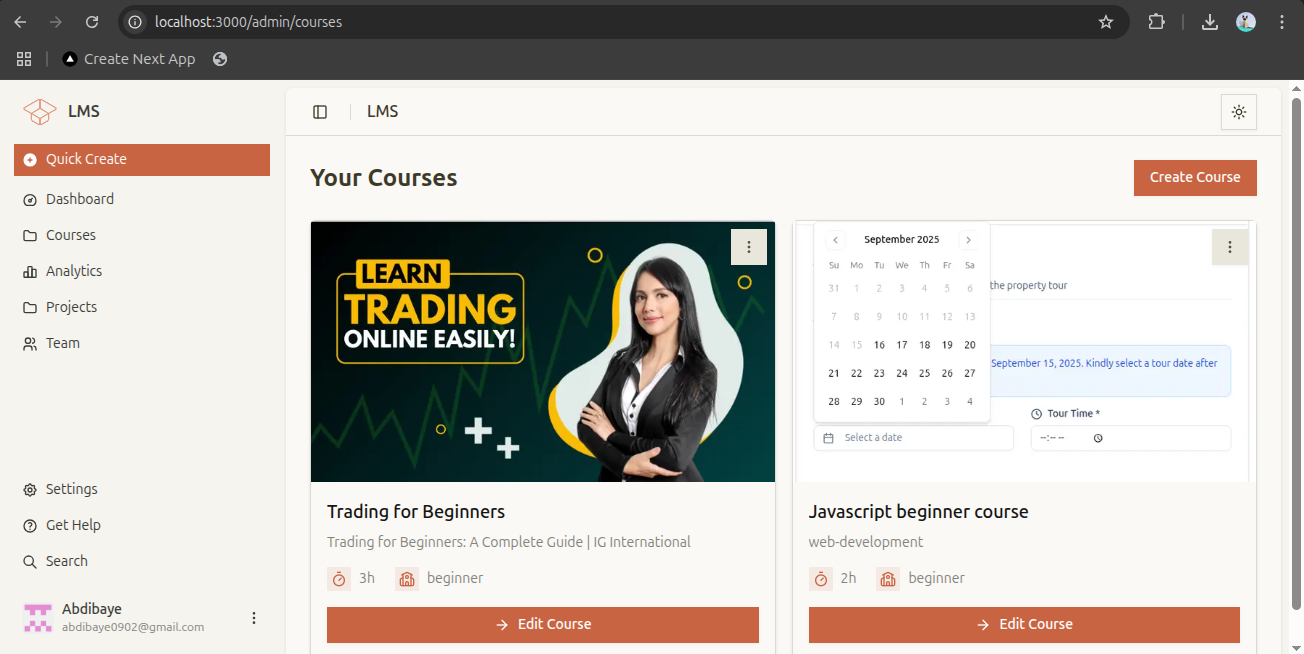 localhost:3000/admin/courses
Create Next App
LMS
Quick Create
Dashboard
Courses
Analytics
Projects
Team
Settings
Get Help
Search
Abdibaye
abdibaye0902@gmail.com
LMS
Your Courses
Create Course
LEARN
TRADING
ONLINE EASILY!
Trading for Beginners
Trading for Beginners: A Complete Guide | IG International
3h beginner
Edit Course
September 2025
Su Mo Tu We Th Fr Sa
31 1 2 3 4 5 6
7 8 9 10 11 12 13
14 15 16 17 18 19 20
21 22 23 24 25 26 27
28 29 30 1 2 3 4
the property tour
September 15, 2025. Kindly select a tour date after
Tour Time *
Select a date
--:-- --
Javascript beginner course
web-development
2h beginner
Edit Course